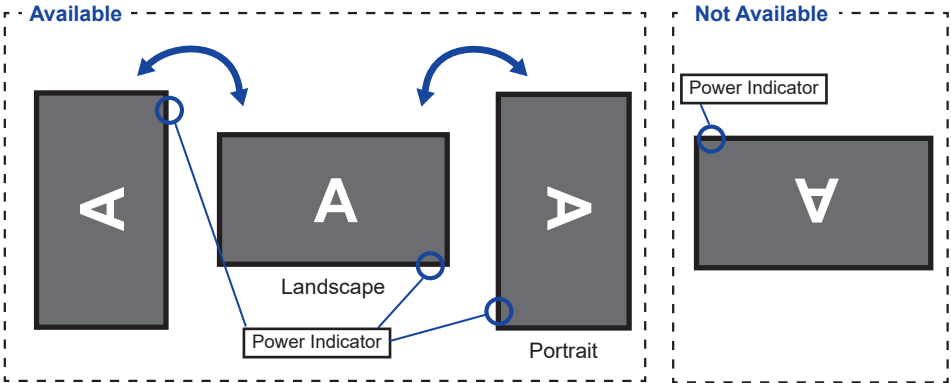 Available
Not Available
Power Indicator
A
A
A
A
Landscape
Power Indicator
Portrait